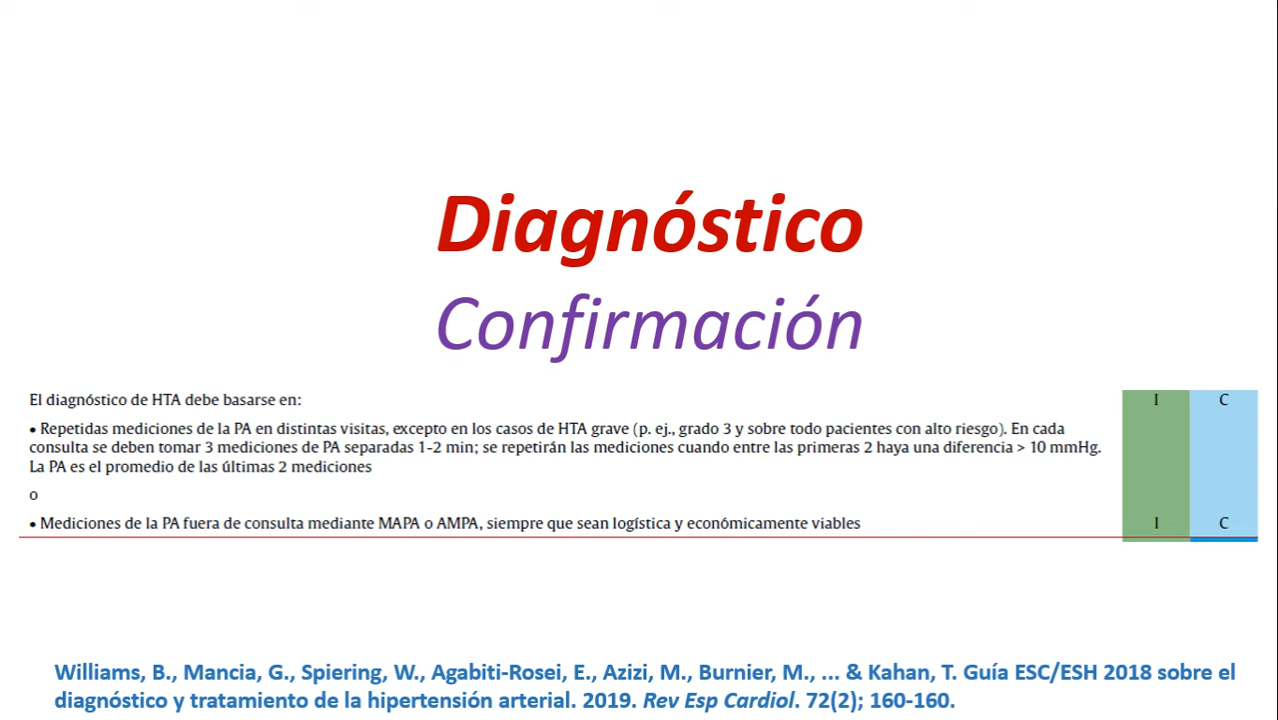 Diagnóstico
Confirmación
El diagnóstico de HTA debe basarse en: I C
• Repetidas mediciones de la PA en distintas visitas, excepto en los casos de HTA grave (p. ej., grado 3 y sobre todo pacientes con alto riesgo). En cada
consulta se deben tomar 3 mediciones de PA separadas 1-2 min; se repetirán las mediciones cuando entre las primeras 2 haya una diferencia > 10 mmHg.
La PA es el promedio de las últimas 2 mediciones
o
• Mediciones de la PA fuera de consulta mediante MAPA o AMPA, siempre que sean logística y económicamente viables I C
Williams, B., Mancia, G., Spiering, W., Agabiti-Rosei, E., Azizi, M., Burnier, M., ... & Kahan, T. Guía ESC/ESH 2018 sobre el
diagnóstico y tratamiento de la hipertensión arterial. 2019. Rev Esp Cardiol. 72(2); 160-160.